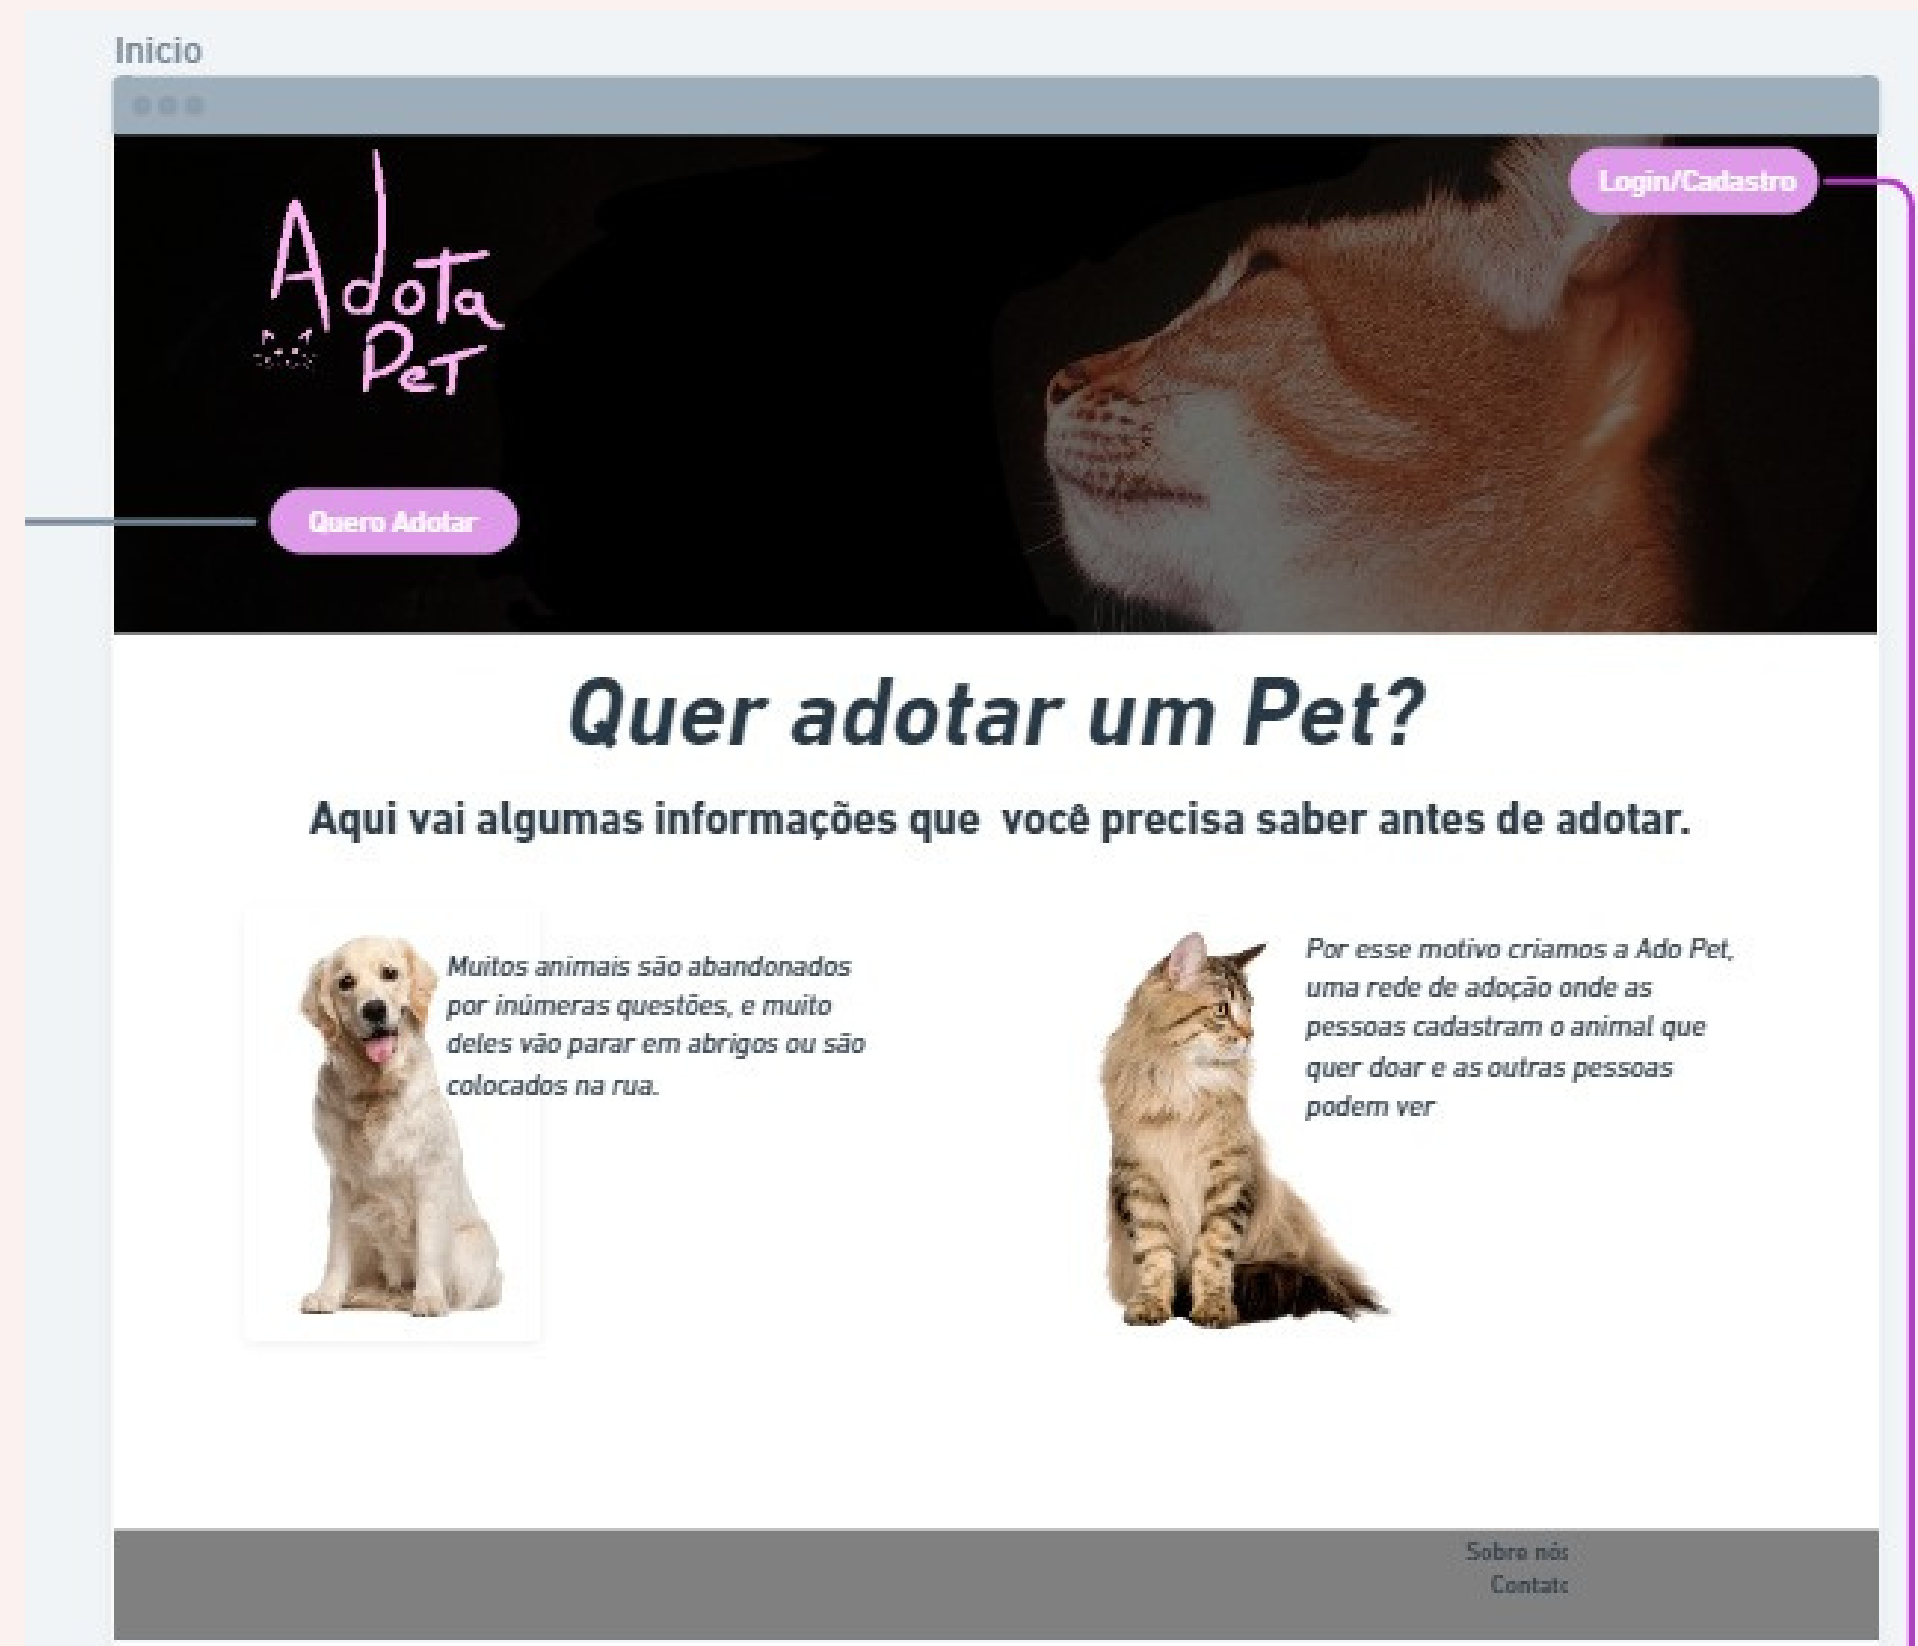 Inicio
Login/Cadastro
Adota
Pet
Quero Adotar
Quer adotar um Pet?
Aqui vai algumas informações que você precisa saber antes de adotar.
Muitos animais são abandonados
por inúmeras questões, e muito
deles vão parar em abrigos ou são
colocados na rua.
Por esse motivo criamos a Ado Pet,
uma rede de adoção onde as
pessoas cadastram o animal que
quer doar e as outras pessoas
podem ver
Sobre nós
Contato